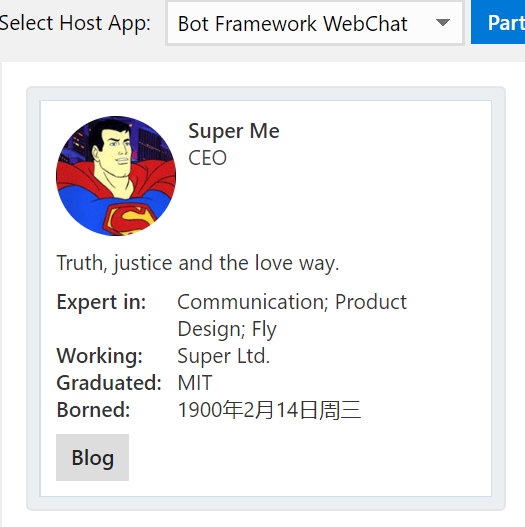 Select Host App: Bot Framework WebChat Part
Super Me
CEO
Truth, justice and the love way.
Expert in: Communication; Product
Design; Fly
Working: Super Ltd.
Graduated: MIT
Borned: 1900年2月14日周三
Blog